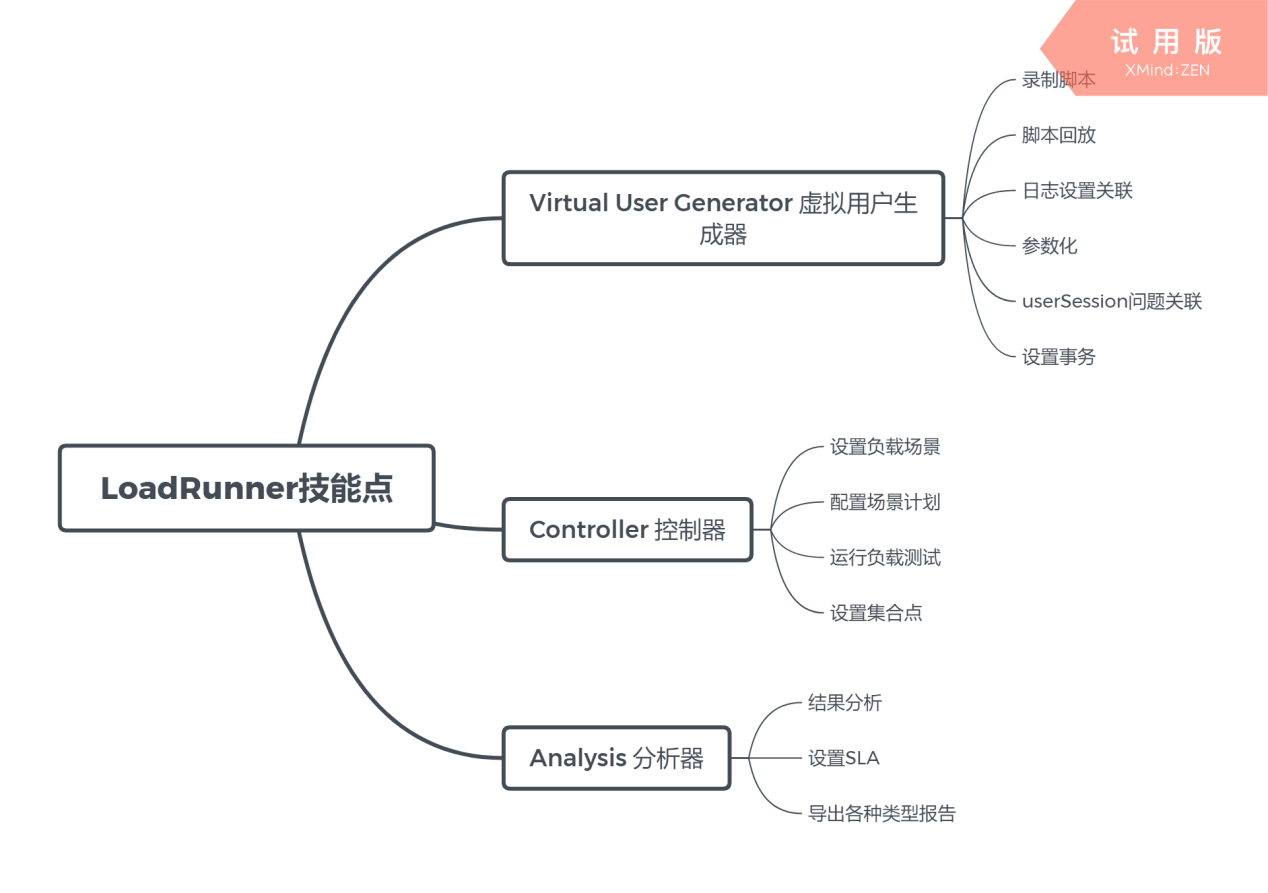 试用版
XMind:ZEN
录制脚本
脚本回放
Virtual User Generator 虚拟用户生
成器
日志设置关联
参数化
userSession问题关联
设置事务
LoadRunner技能点
设置负载场景
配置场景计划
Controller 控制器
运行负载测试
设置集合点
结果分析
Analysis 分析器
设置SLA
导出各种类型报告